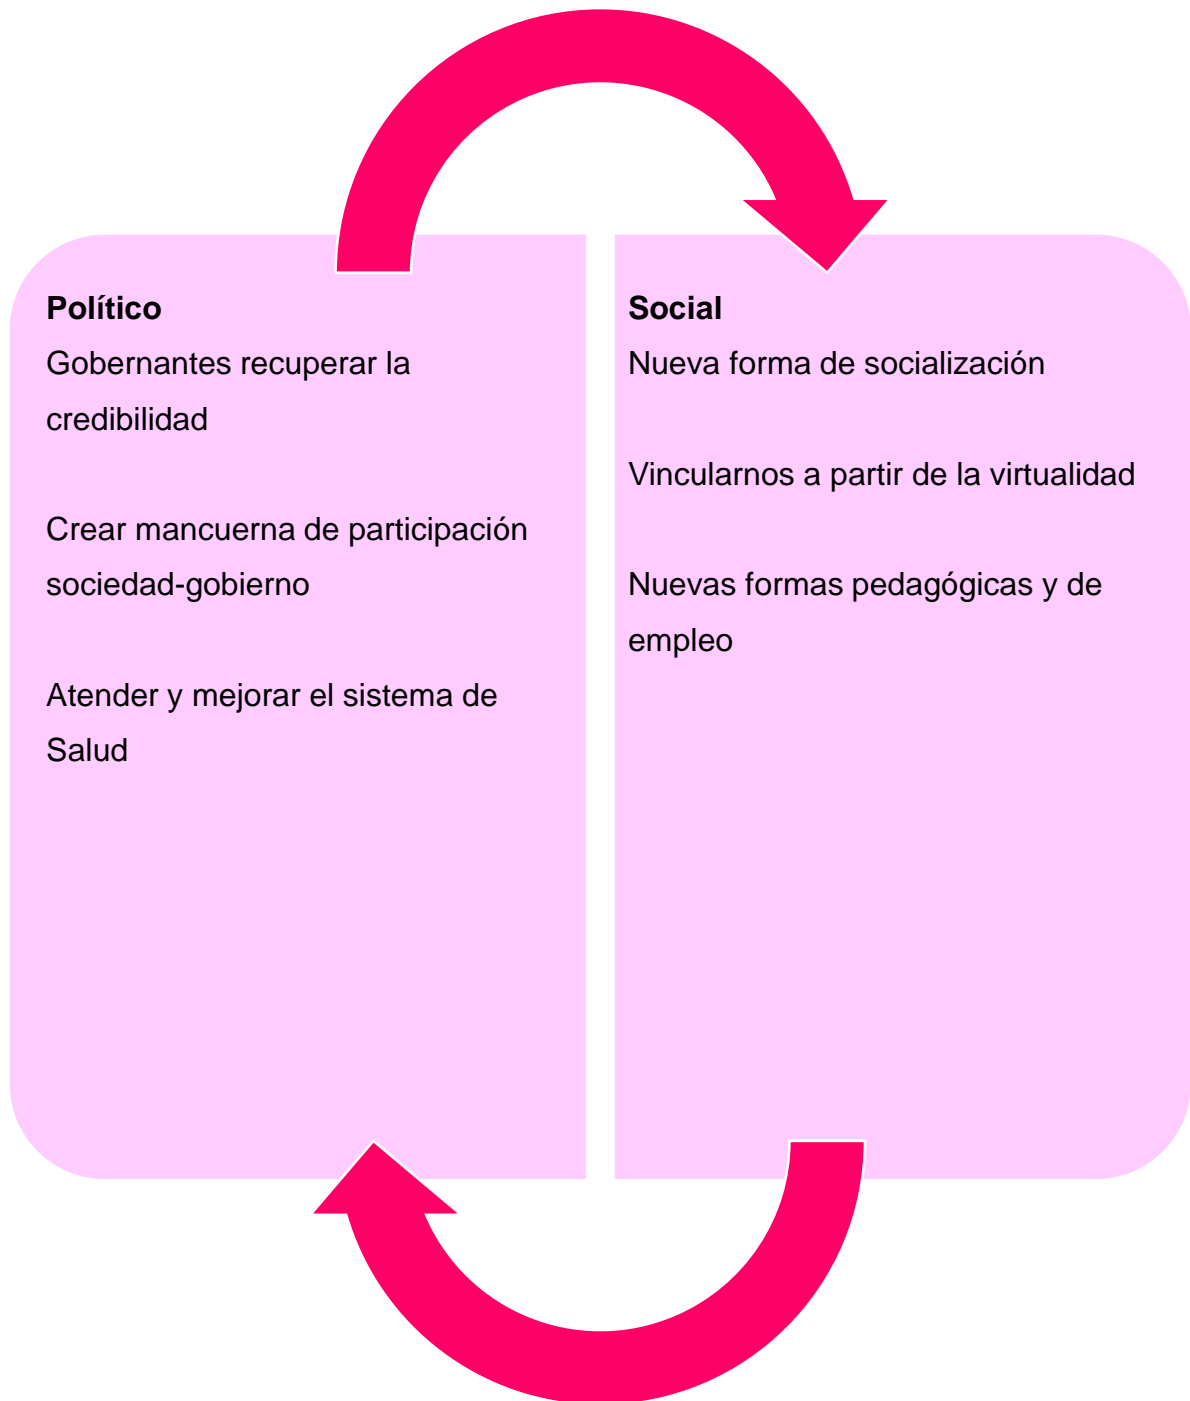 Político
Gobernantes recuperar la
credibilidad
Crear mancuerna de participación
sociedad-gobierno
Atender y mejorar el sistema de
Salud
Social
Nueva forma de socialización
Vincularnos a partir de la virtualidad
Nuevas formas pedagógicas y de
empleo